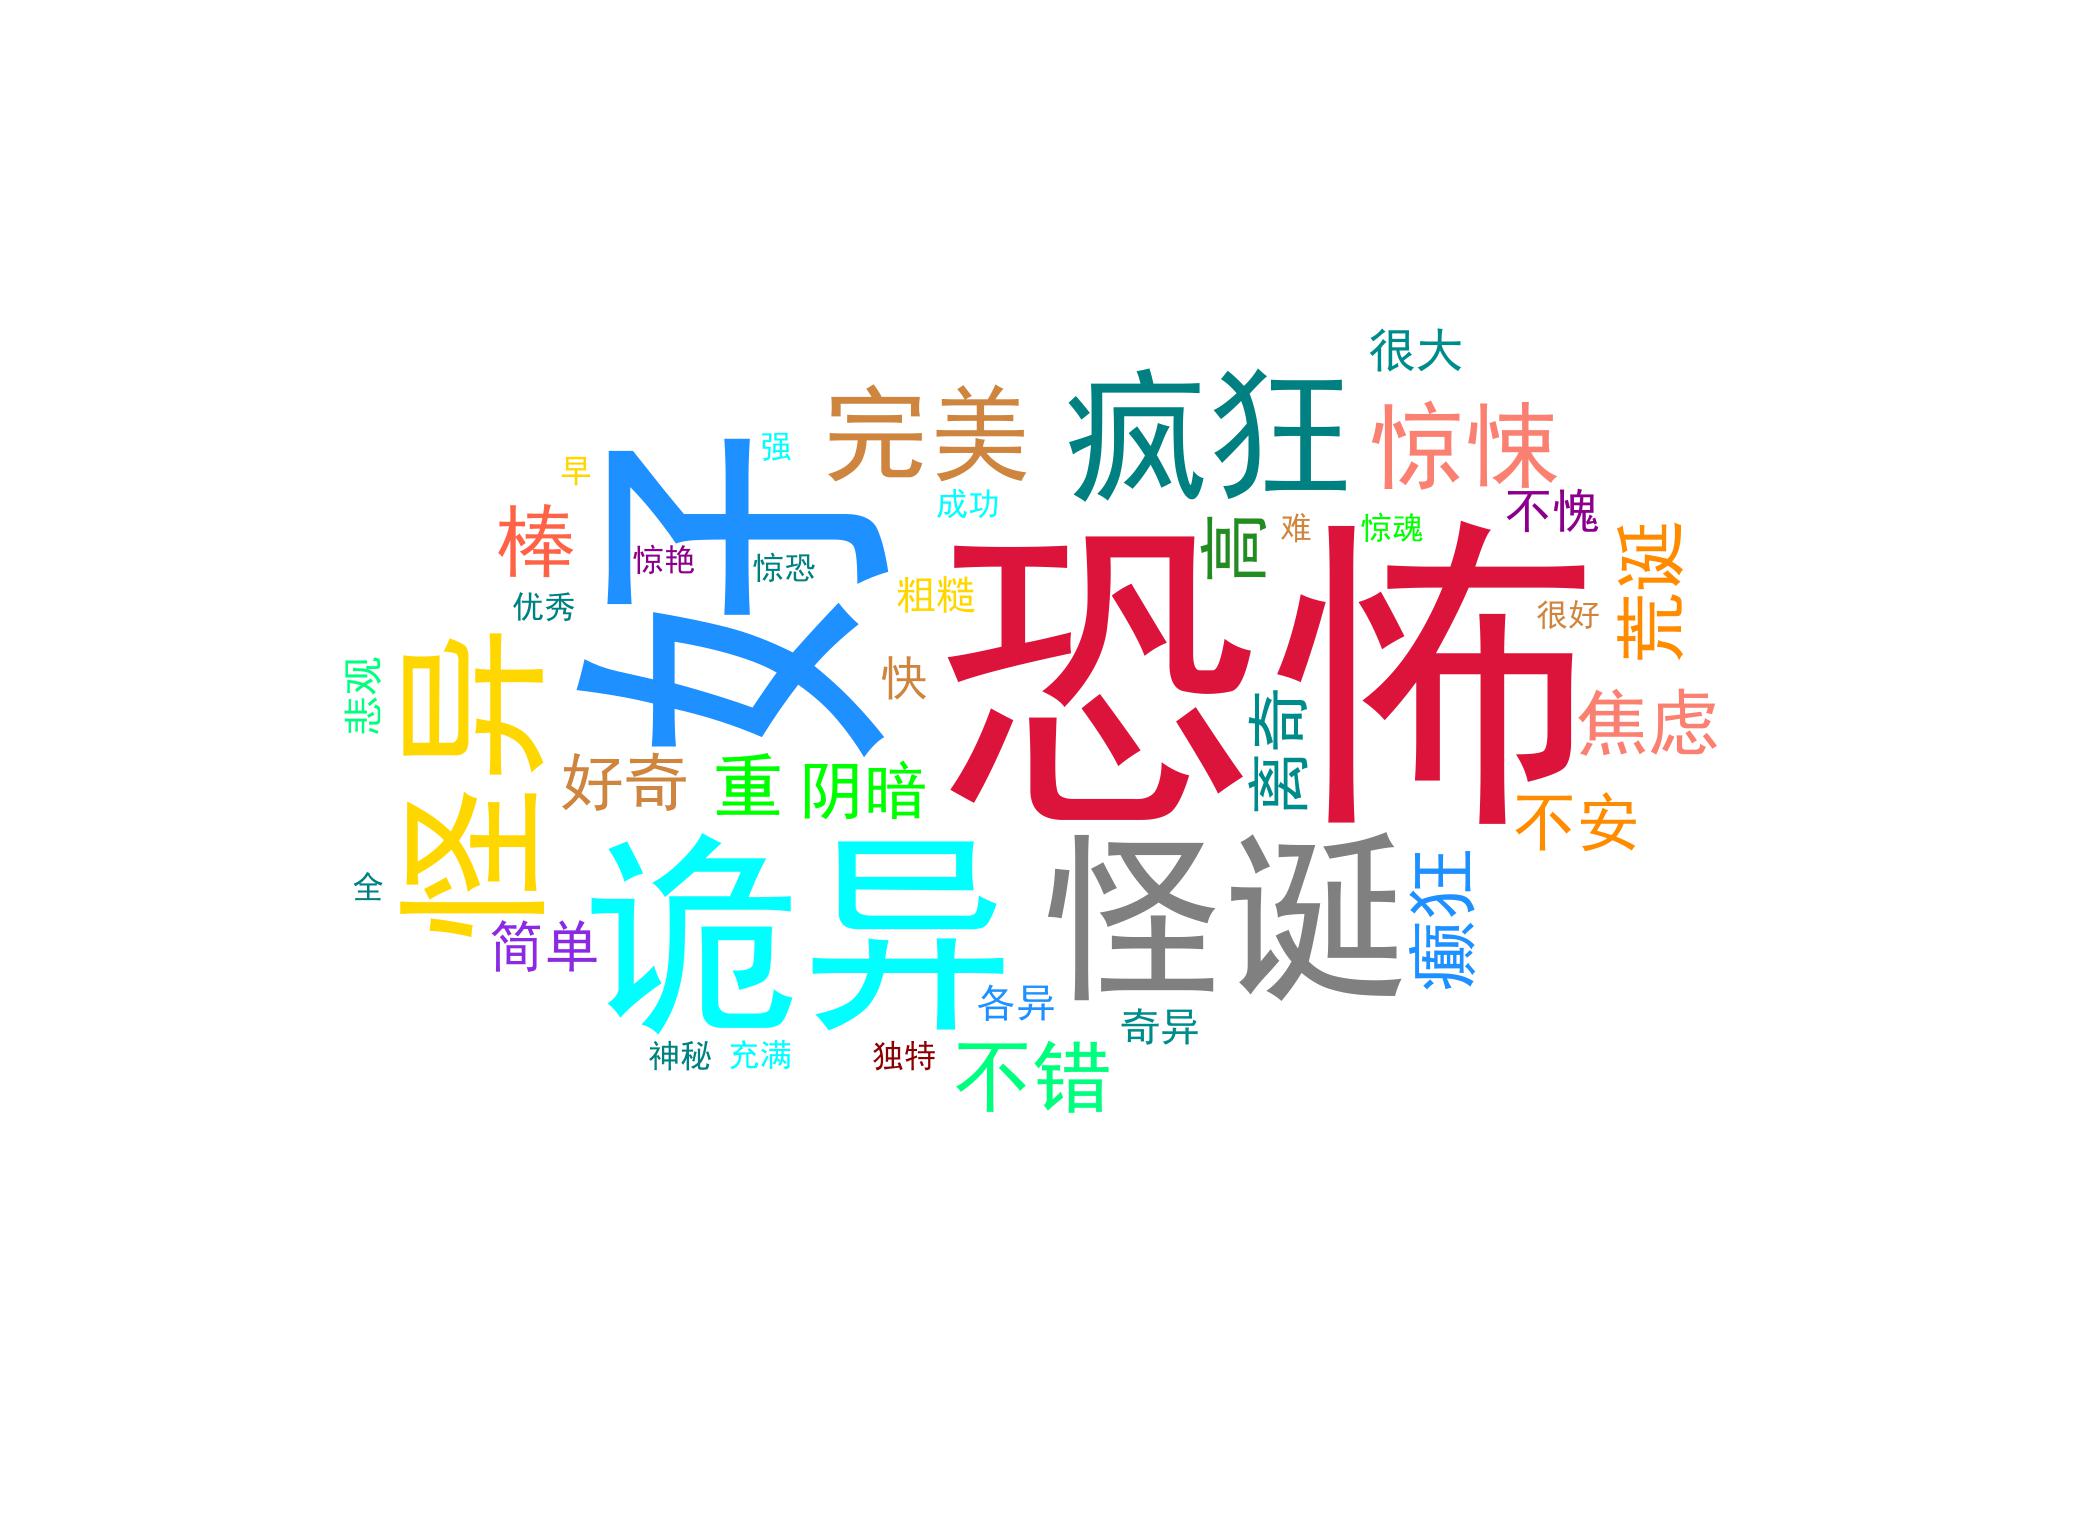 很大
完美
疯狂
惊悚
强
早
好
成功
不愧
棒
高
难
惊魂
恐怖
荒诞
惊艳
惊恐
粗糙
优秀
很好
快
悲观
怪异
离奇
焦虑
好奇
重
阴暗
不安
全
诡异
怪诞
癫狂
简单
各异
奇异
神秘
充满
独特
不错